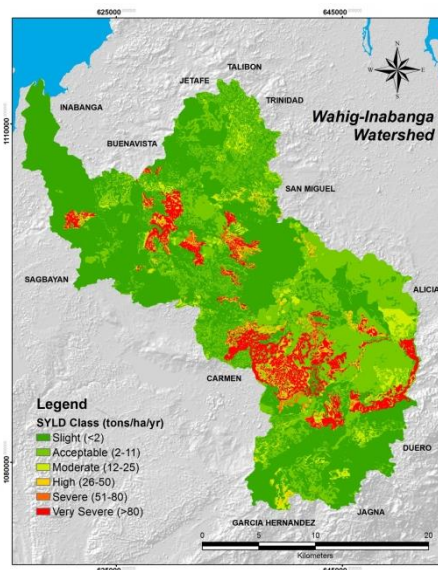 625000 645000
TALIBON
JETAFE
N
W E
S
INABANGA
TRINIDAD
Wahig-Inabanga
Watershed
1110000
BUENAVISTA
SAN MIGUEL
SAGBAYAN
ALICIA
CARMEN
Legend
SYLD Class (tons/ha/yr)
Slight (<2)
Acceptable (2-11)
Moderate (12-25)
High (26-50)
Severe (51-80)
Very Severe (>80)
DUERO
1080000
JAGNA
GARCIA HERNANDEZ
0 5 10 20
Kilometers
625000 645000